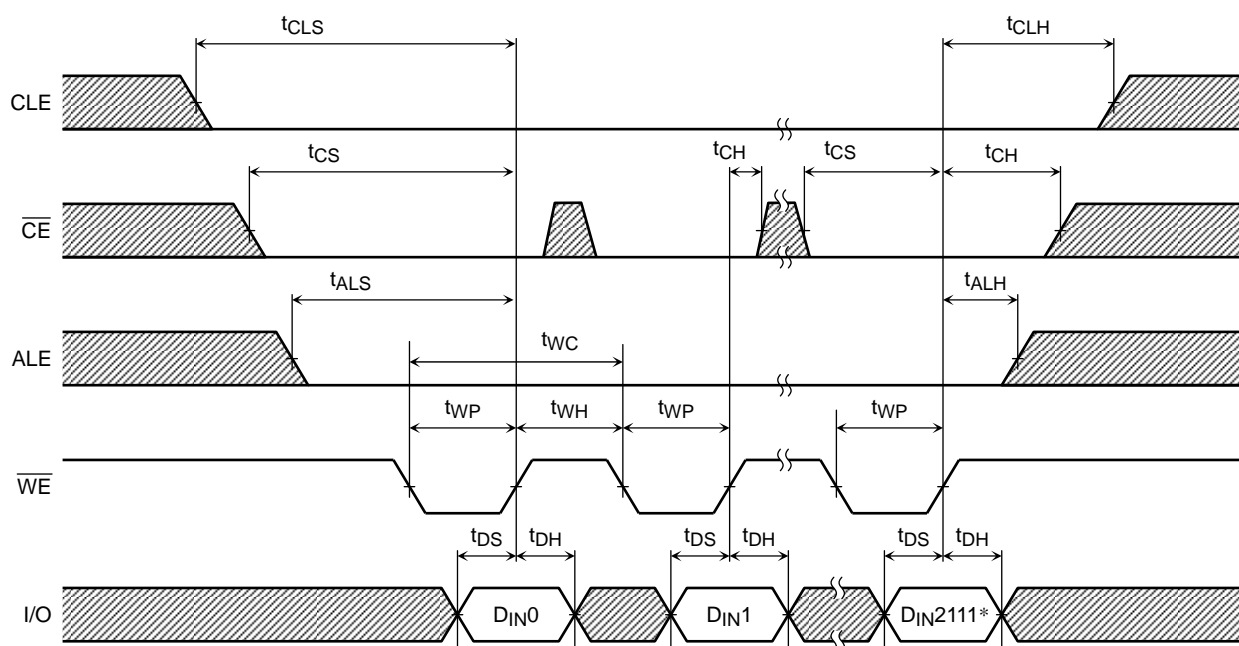 tCLS tCLH
CLE
tCS tCH tCS tCH
CE
tALS tALH
tWC
ALE
tWP tWH tWP tWP
WE
tDS tDH tDS tDH tDS tDH
I/O DIN0 DIN1 DIN2111*